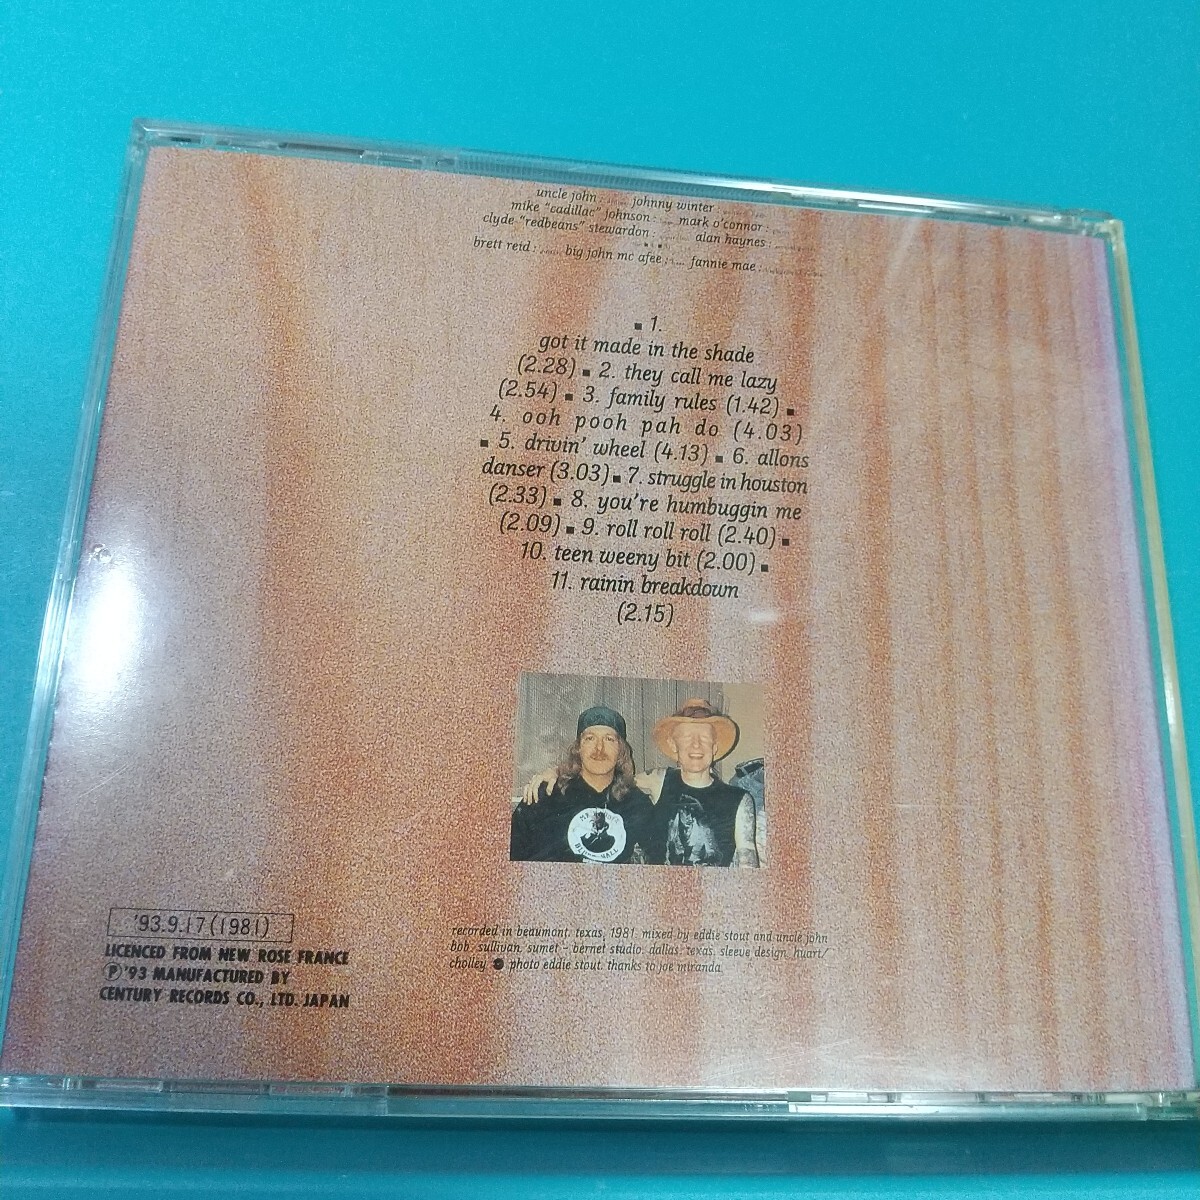 uncle john : johnny winter :
mike "cadillac" johnson : mark o'connor :
clyde "redbeans" stewardon : alan haynes :
brett reid : big john mc afee : fannie mae :
■ 1.
got it made in the shade
(2.28) ■ 2. they call me lazy
(2.54) ■ 3. family rules (1.42) ■
4. ooh pooh pah do (4.03)
■ 5. drivin' wheel (4.13) ■ 6. allons
danser (3.03) ■ 7. struggle in houston
(2.33) ■ 8. you're humbuggin me
(2.09) ■ 9. roll roll roll (2.40) ■
10. teen weeny bit (2.00) ■
11. rainin breakdown
(2.15)
'93.9.17(1981)
LICENCED FROM NEW ROSE FRANCE
Ⓟ'93 MANUFACTURED BY
CENTURY RECORDS CO., LTD. JAPAN
recorded in beaumont, texas, 1981. mixed by eddie stout and uncle john
bob. sullivan, sumet - bernet studio. dallas. texas. sleeve design, huart/
cholley ● photo eddie stout. thanks to joe miranda.